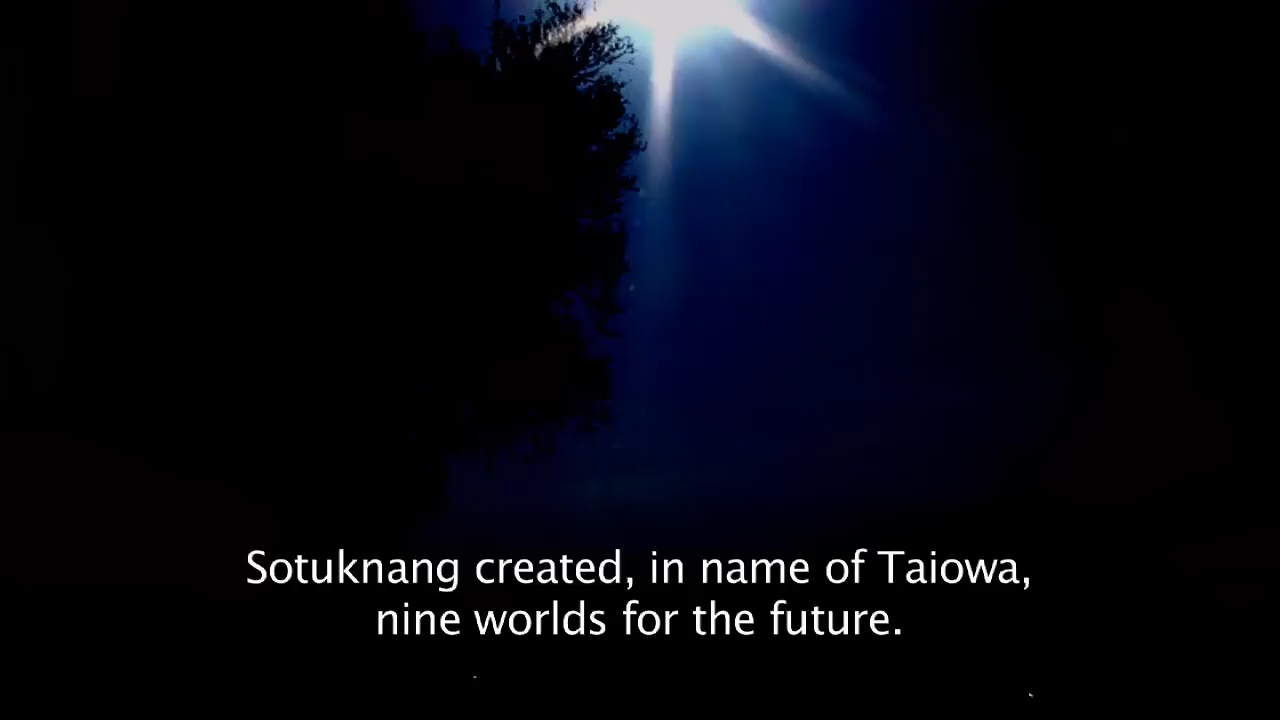 Sotuknang created, in name of Taiowa,
nine worlds for the future.